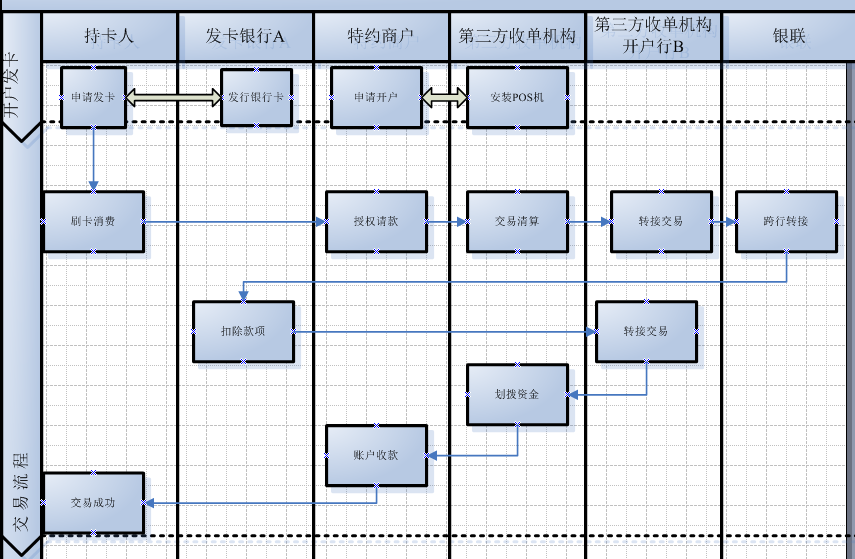 持卡人
发卡银行A
特约商户
第三方收单机构
第三方收单机构
开户行B
银联
开户发卡
申请发卡
发行银行卡
申请开户
安装POS机
刷卡消费
授权请款
交易清算
转接交易
跨行转接
扣除款项
转接交易
划拨资金
账户收款
交易流程
交易成功